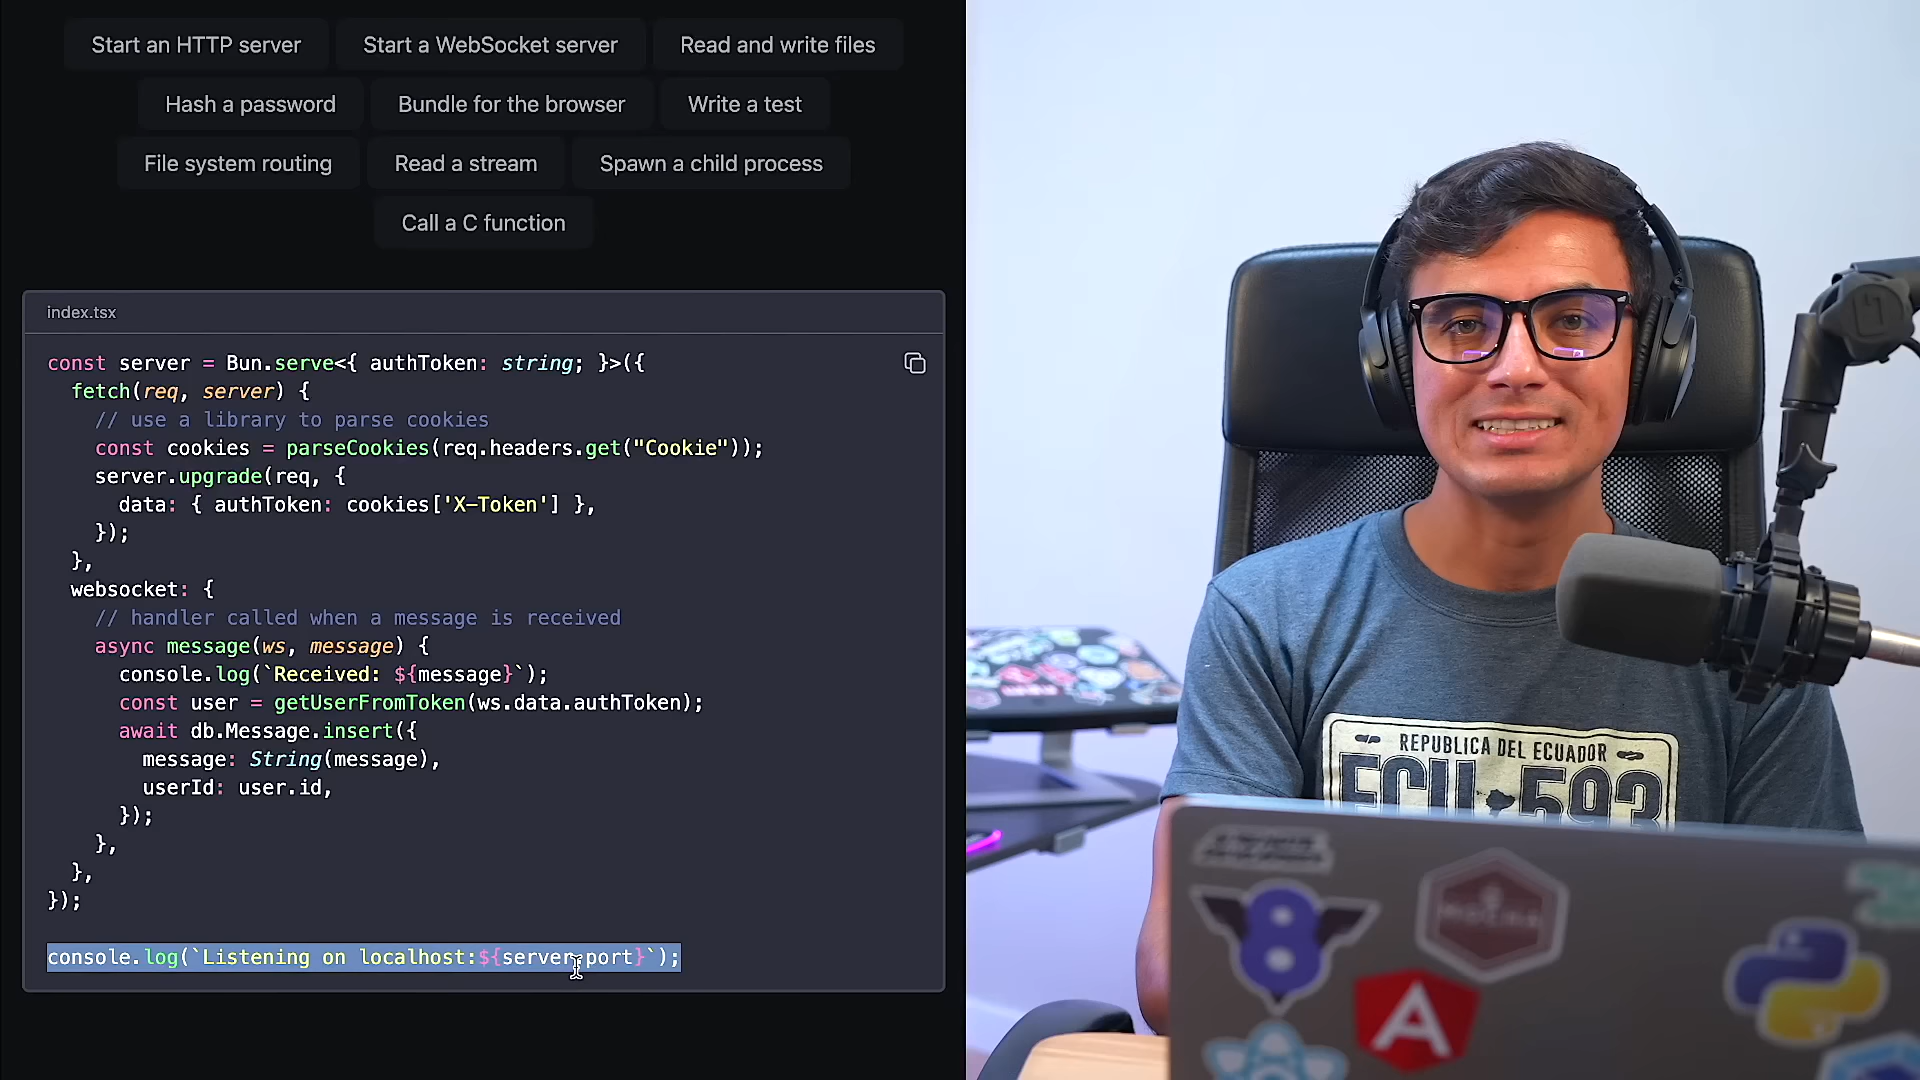 Start an HTTP server
Start a WebSocket server
Read and write files
Hash a password
Bundle for the browser
Write a test
File system routing
Read a stream
Spawn a child process
Call a C function
index.tsx
const server = Bun.serve<{ authToken: string; }>({
  fetch(req, server) {
    // use a library to parse cookies
    const cookies = parseCookies(req.headers.get("Cookie"));
    server.upgrade(req, {
      data: { authToken: cookies['X-Token'] },
    });
  },
  websocket: {
    // handler called when a message is received
    async message(ws, message) {
      console.log(`Received: ${message}`);
      const user = getUserFromToken(ws.data.authToken);
      await db.Message.insert({
        message: String(message),
        userId: user.id,
      });
    },
  },
});
console.log(`Listening on localhost:${server.port}`);
REPUBLICA DEL ECUADOR
ECU 593
MOCHA
8
A